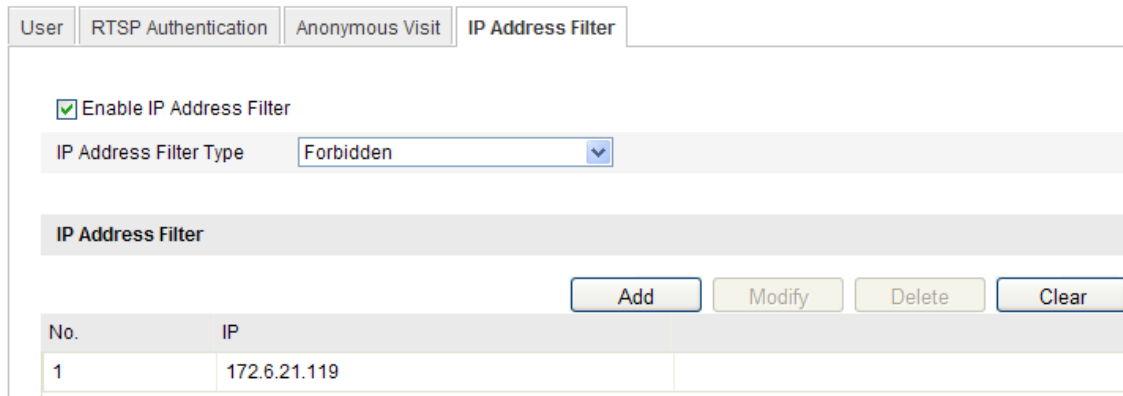 User RTSP Authentication Anonymous Visit IP Address Filter
Enable IP Address Filter
IP Address Filter Type Forbidden
IP Address Filter
Add Modify Delete Clear
No. IP
1 172.6.21.119